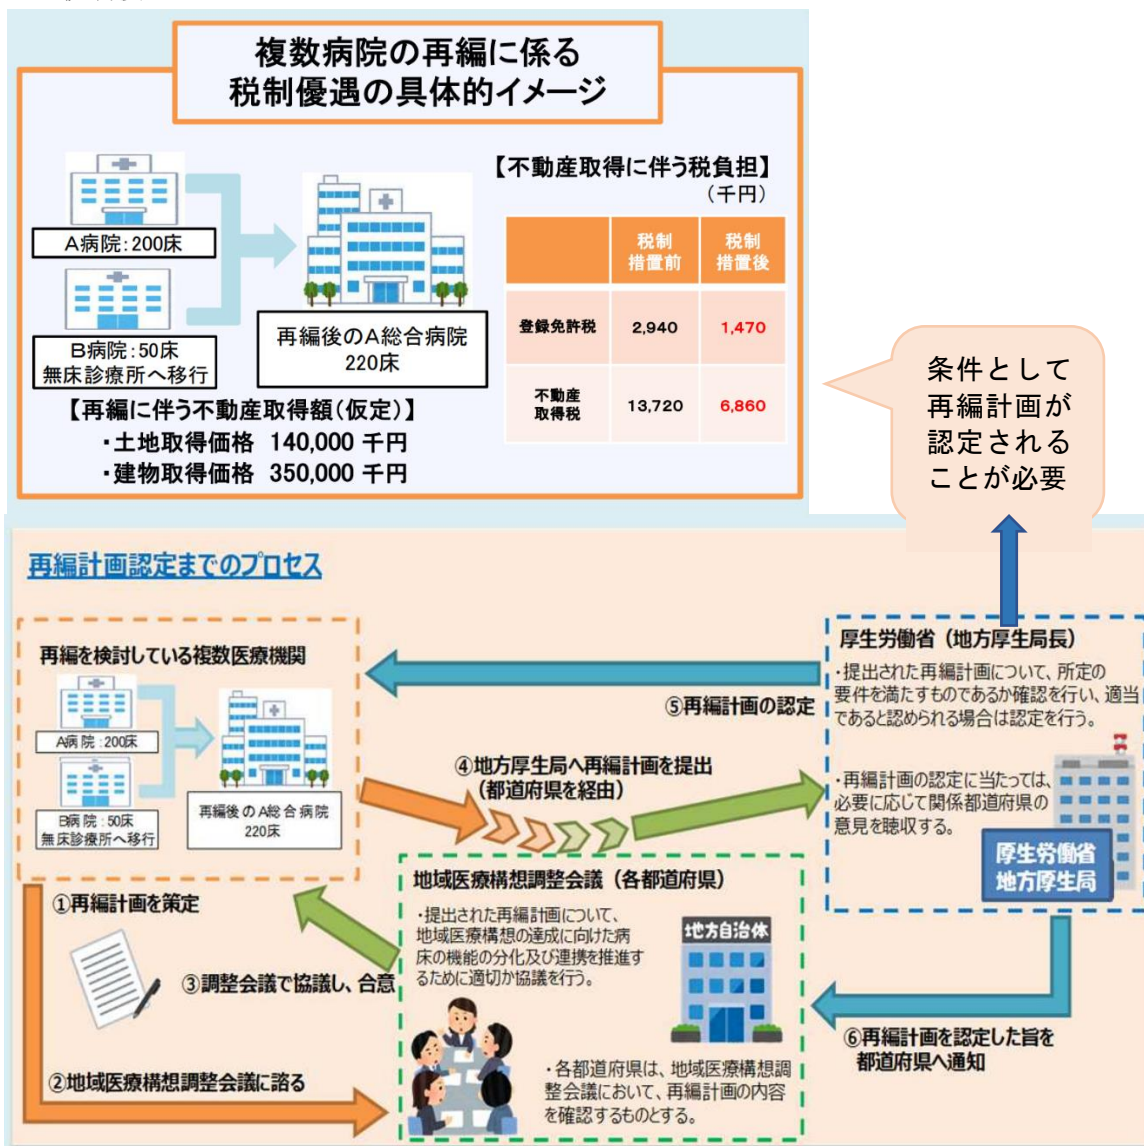 複数病院の再編に係る
税制優遇の具体的イメージ
A病院:200床
B病院:50床
無床診療所へ移行
再編後のA総合病院
220床
【再編に伴う不動産取得額(仮定)】
・土地取得価格 140,000 千円
・建物取得価格 350,000 千円
【不動産取得に伴う税負担】
(千円)
税制
措置前
税制
措置後
登録免許税 2,940 1,470
不動産
取得税
13,720 6,860
条件として
再編計画が
認定される
ことが必要
再編計画認定までのプロセス
再編を検討している複数医療機関
A病院:200床
B病院:50床
無床診療所へ移行
再編後のA総合病院
220床
①再編計画を策定
②地域医療構想調整会議に諮る
③調整会議で協議し、合意
④地方厚生局へ再編計画を提出
(都道府県を経由)
⑤再編計画の認定
地域医療構想調整会議(各都道府県)
・提出された再編計画について、
地域医療構想の達成に向けた病
床の機能の分化及び連携を推進す
るために適切か協議を行う。
地方自治体
・各都道府県は、地域医療構想調
整会議において、再編計画の内容
を確認するものとする。
厚生労働省(地方厚生局長)
・提出された再編計画について、所定の
要件を満たすものであるか確認を行い、適当
であると認められる場合は認定を行う。
・再編計画の認定に当たっては、
必要に応じて関係都道府県の
意見を聴収する。
厚生労働省
地方厚生局
⑥再編計画を認定した旨を
都道府県へ通知